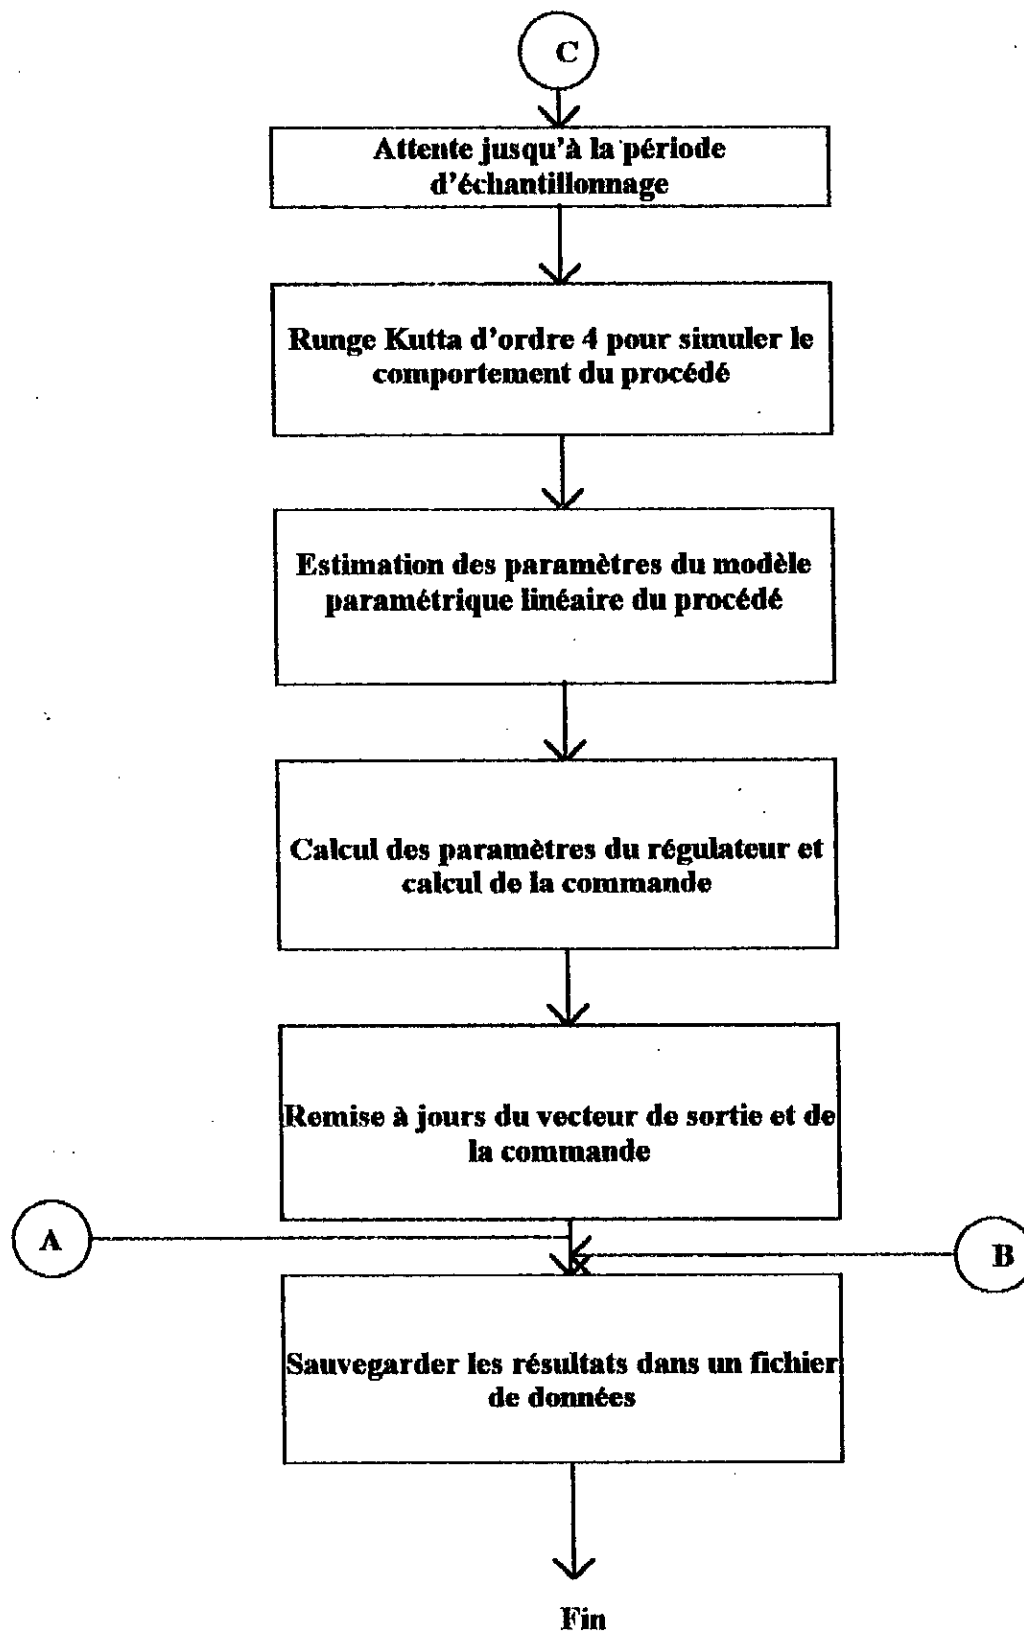 C
Attente jusqu'à la période
d'échantillonnage
Runge Kutta d'ordre 4 pour simuler le
comportement du procédé
Estimation des paramètres du modèle
paramétrique linéaire du procédé
Calcul des paramètres du régulateur et
calcul de la commande
Remise à jours du vecteur de sortie et de
la commande
A
B
Sauvegarder les résultats dans un fichier
de données
Fin